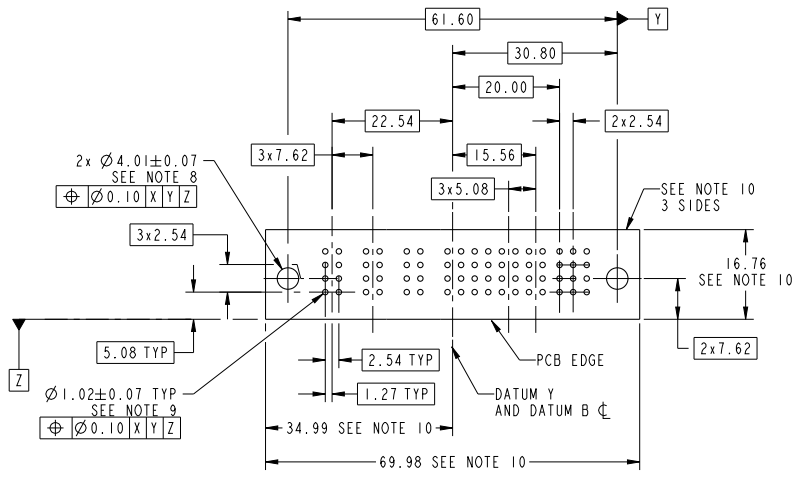 61.60
Y
30.80
20.00
22.54
2x2.54
3x7.62
15.56
2x Ø4.01±0.07
SEE NOTE 8
⌖ Ø0.10 X Y Z
3x5.08
SEE NOTE 10
3 SIDES
3x2.54
16.76
SEE NOTE 10
5.08 TYP
2.54 TYP
PCB EDGE
2x7.62
Z
1.27 TYP
DATUM Y
AND DATUM B ℄
Ø1.02±0.07 TYP
SEE NOTE 9
⌖ Ø0.10 X Y Z
34.99 SEE NOTE 10
69.98 SEE NOTE 10